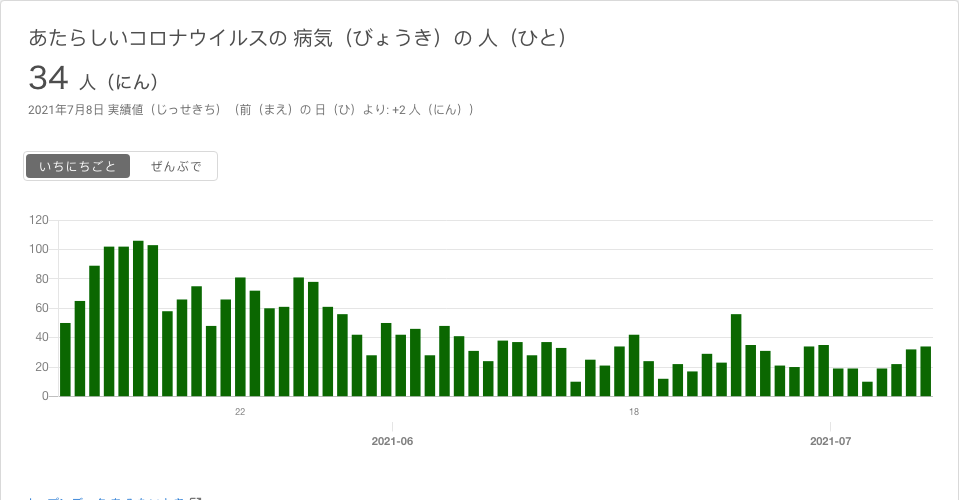 あたらしいコロナウイルスの 病気（びょうき）の 人（ひと）
34 人（にん）
2021年7月8日 実績値（じっせきち）（前（まえ）の 日（ひ）より: +2 人（にん））
いちにちごと ぜんぶで
120
100
80
60
40
20
0
22 18
2021-06 2021-07